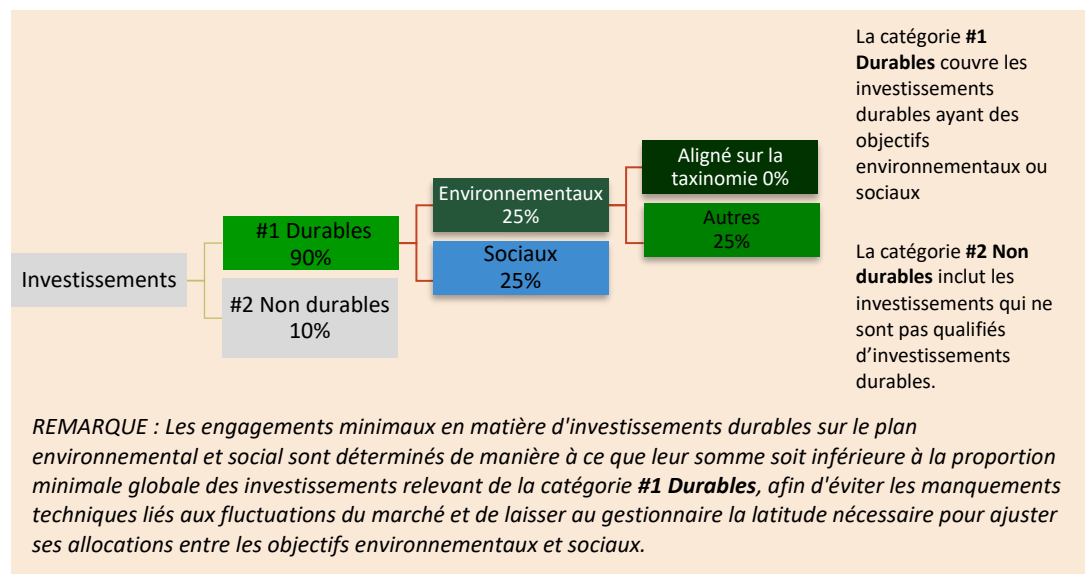 La catégorie #1
Durables couvre les
investissements
durables ayant des
objectifs
environnementaux ou
sociaux
La catégorie #2 Non
durables inclut les
investissements qui ne
sont pas qualifiés
d’investissements
durables.
Investissements
#1 Durables
90%
#2 Non durables
10%
Environnementaux
25%
Sociaux
25%
Aligné sur la
taxinomie 0%
Autres
25%
REMARQUE : Les engagements minimaux en matière d'investissements durables sur le plan
environnemental et social sont déterminés de manière à ce que leur somme soit inférieure à la proportion
minimale globale des investissements relevant de la catégorie #1 Durables, afin d'éviter les manquements
techniques liés aux fluctuations du marché et de laisser au gestionnaire la latitude nécessaire pour ajuster
ses allocations entre les objectifs environnementaux et sociaux.